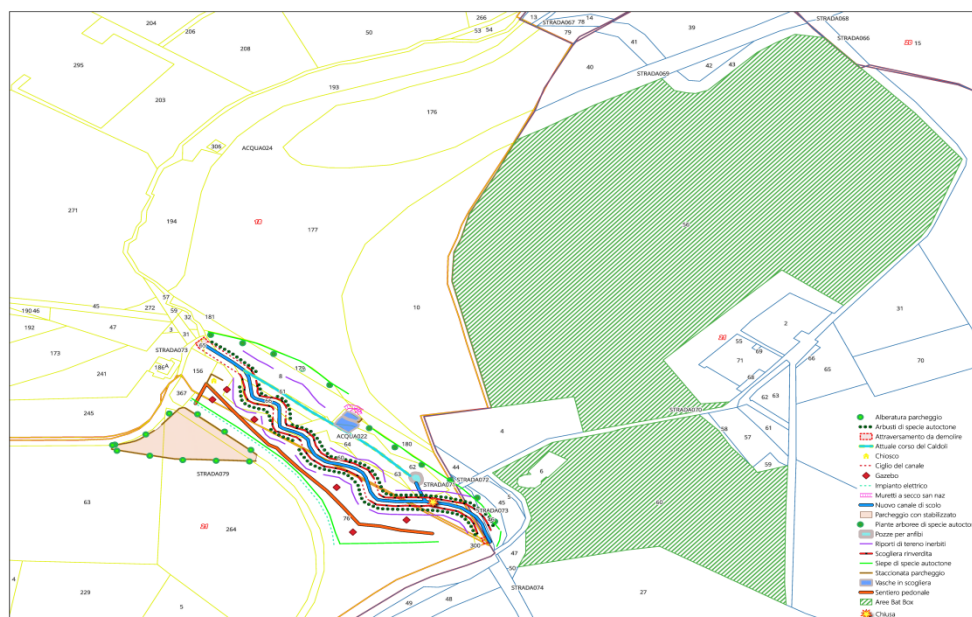 204
266
13
STRADA067
14
78
STRADA068
206
50
53
54
79
39
208
41
STRADA066
15
295
40
42
43
STRADA069
193
203
176
306
ACQUA024
271
194
177
56
10
57
45
272
59
190
46
32
181
31
192
47
3
2
173
STRADA073
55
69
71
66
70
186
A
156
179
8
241
65
68
61
367
STRADA070
62
63
245
ACQUA022
58
61
64
180
4
57
60
44
6
59
63
62
STRADA071
STRADA072
STRADA079
45
5
46
63
264
76
STRADA073
300
47
50
27
4
229
5
49
48
STRADA074
Alberatura parcheggio
Arbusti di specie autoctone
Attraversamento da demolire
Attuale corso del Caldoli
Chiosco
Ciglio del canale
Gazebo
Impianto elettrico
Muretti a secco san naz
Nuovo canale di scolo
Parcheggio con stabilizzato
Piante arboree di specie autocto
Pozze per anfibi
Riporti di tereno inerbiti
Scogliera rinverdita
Siepe di specie autoctone
Staccionata parcheggio
Vasche in scogliera
Sentiero pedonale
Aree Bat Box
Chiusa